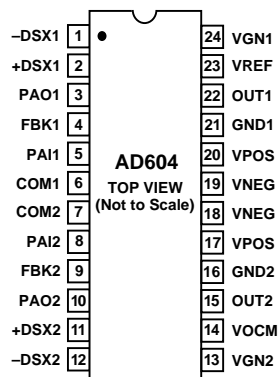 –DSX1 1 24 VGN1
+DSX1 2 23 VREF
PAO1 3 22 OUT1
FBK1 4 21 GND1
PAI1 5 20 VPOS
COM1 6 19 VNEG
COM2 7 18 VNEG
PAI2 8 17 VPOS
FBK2 9 16 GND2
PAO2 10 15 OUT2
+DSX2 11 14 VOCM
–DSX2 12 13 VGN2
AD604
TOP VIEW
(Not to Scale)